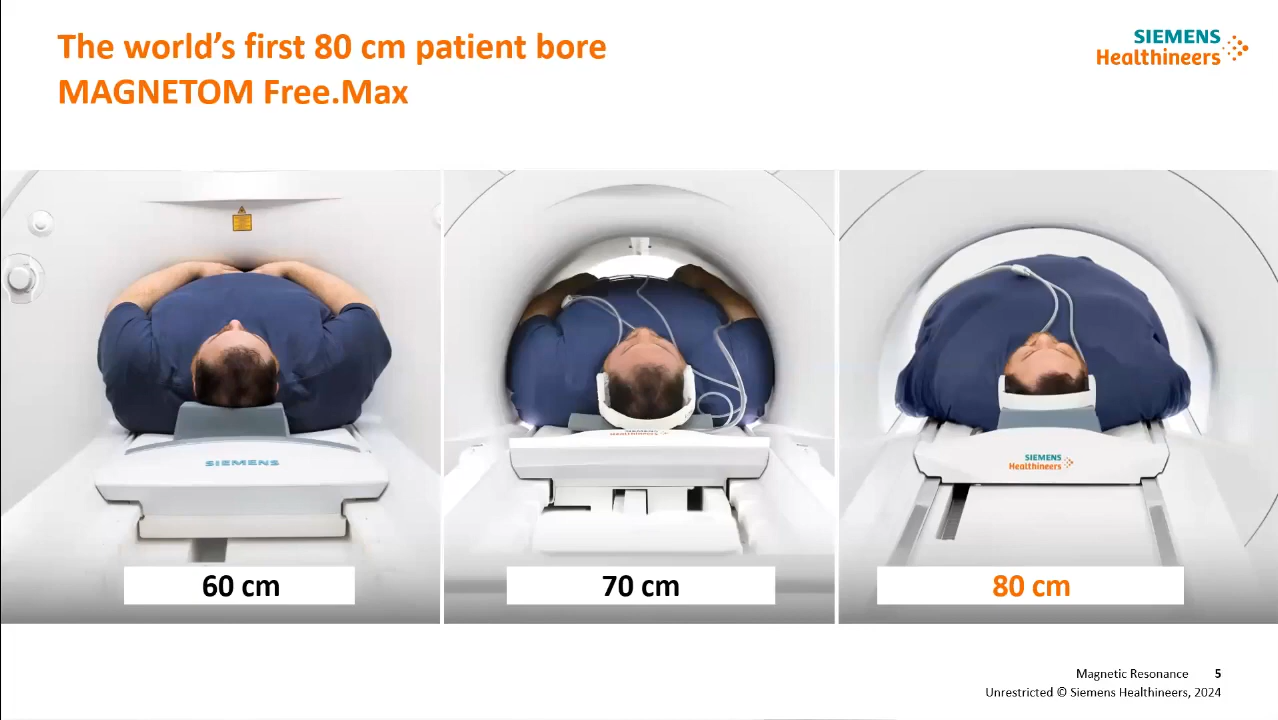 The world's first 80 cm patient bore
MAGNETOM Free.Max
SIEMENS
Healthineers
SIEMENS
SIEMENS
Healthineers
60 cm
70 cm
80 cm
Magnetic Resonance 5
Unrestricted © Siemens Healthineers, 2024